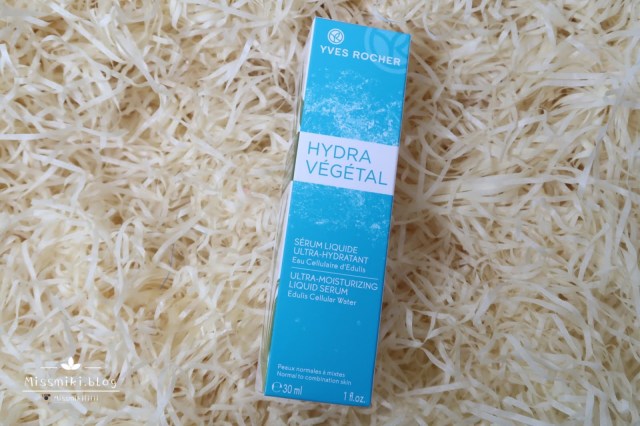 YVES ROCHER
HYDRA
VÉGÉTAL
SÉRUM LIQUIDE
ULTRA-HYDRATANT
Eau Cellulaire d'Edulis
ULTRA-MOISTURIZING
LIQUID SERUM
Edulis Cellular Water
Peaux normales à mixtes
Normal to combination skin
℮ 30 ml 1 fl.oz.
Missmiki.blog